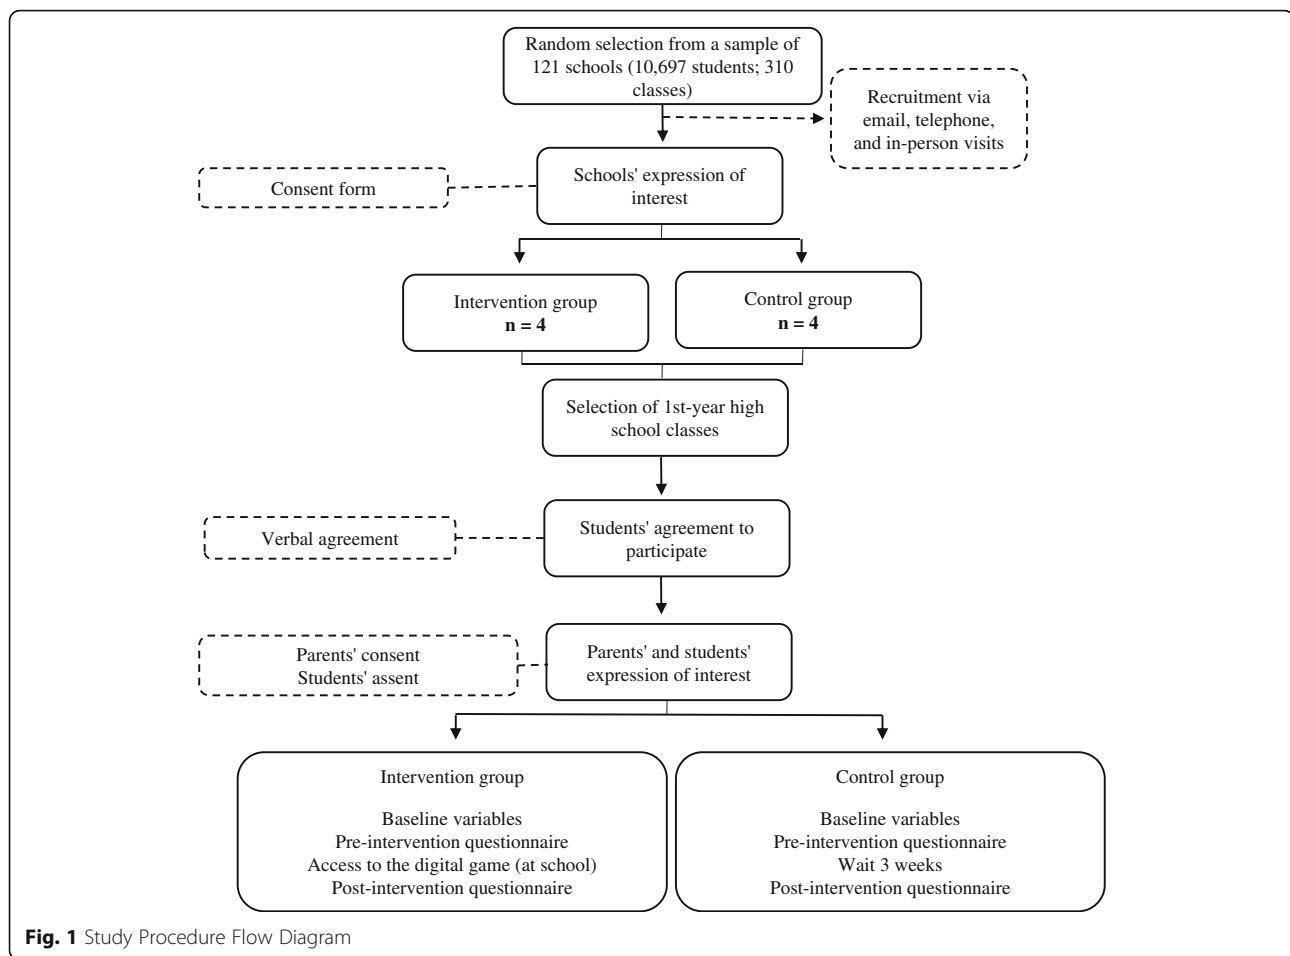 Random selection from a sample of
121 schools (10,697 students; 310
classes)
Recruitment via
email, telephone,
and in-person visits
Schools' expression of
interest
Consent form
Intervention group
n = 4
Control group
n = 4
Selection of 1st-year high
school classes
Students' agreement to
participate
Verbal agreement
Parents' and students'
expression of interest
Parents' consent
Students' assent
Intervention group
Baseline variables
Pre-intervention questionnaire
Access to the digital game (at school)
Post-intervention questionnaire
Control group
Baseline variables
Pre-intervention questionnaire
Wait 3 weeks
Post-intervention questionnaire
Fig. 1 Study Procedure Flow Diagram